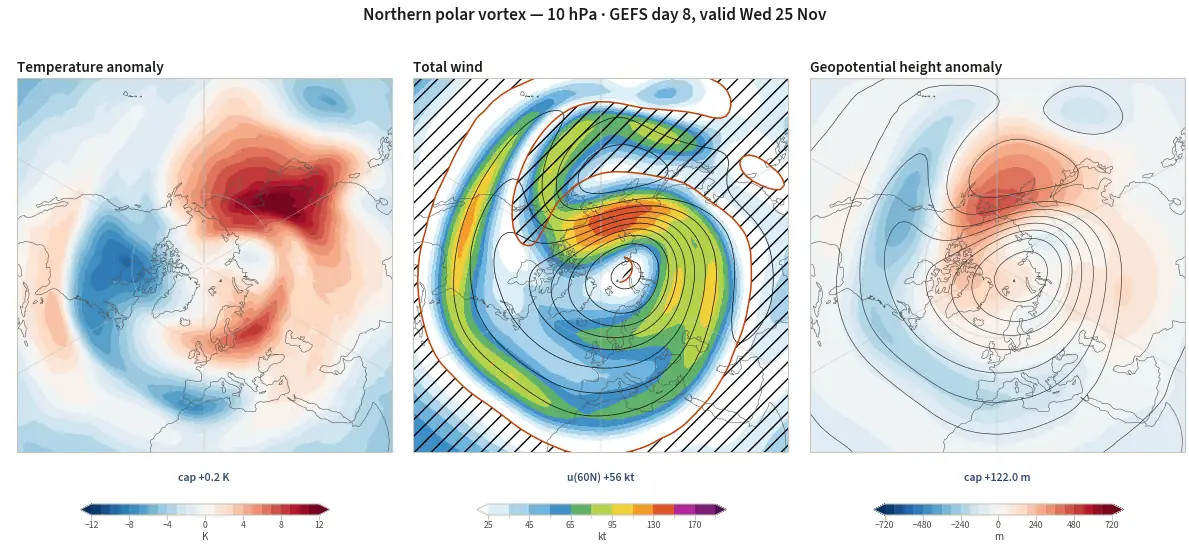 Northern polar vortex — 10 hPa · GEFS day 8, valid Wed 25 Nov
Temperature anomaly
Total wind
Geopotential height anomaly
cap +0.2 K
u(60N) +56 kt
cap +122.0 m
−12 −8 −4 0 4 8 12
K
25 45 65 95 130 170
kt
−720 −480 −240 0 240 480 720
m